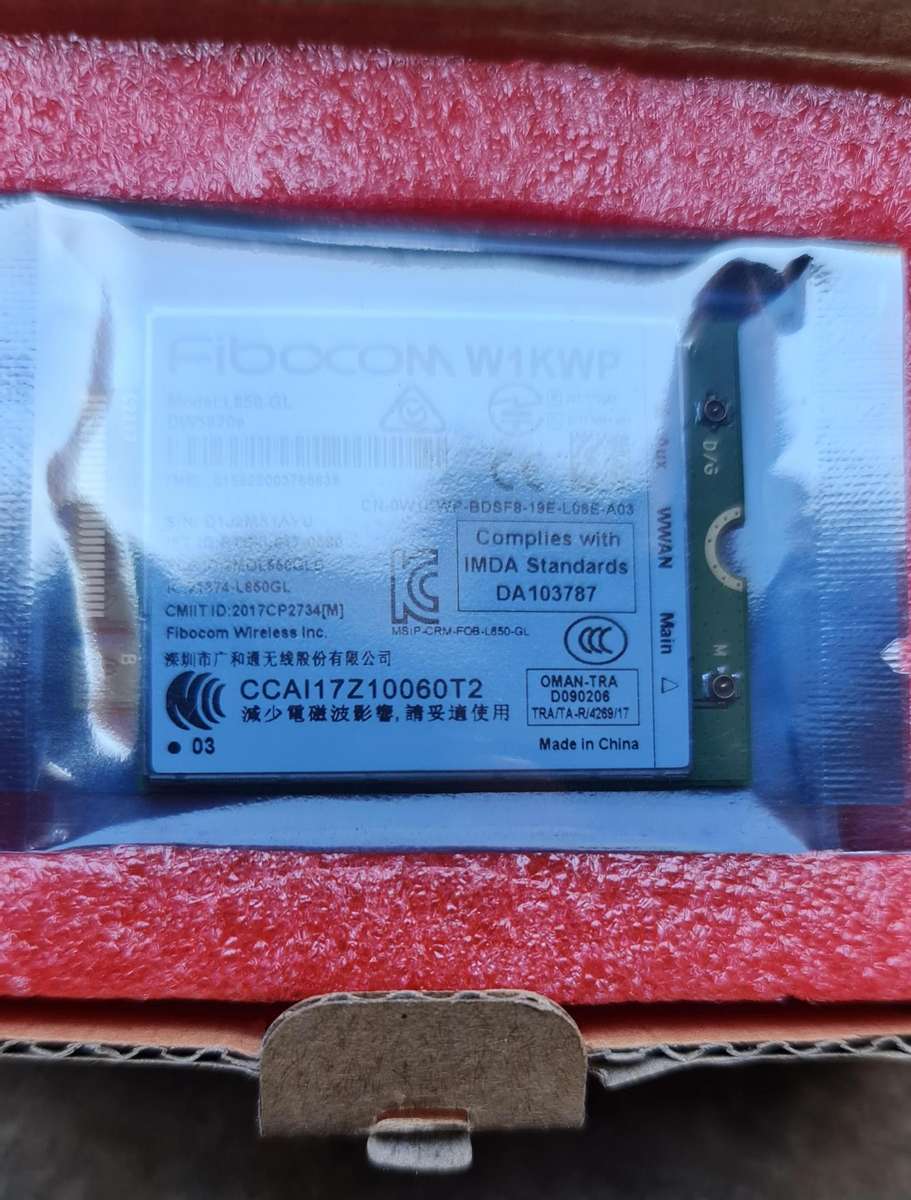 Fibocom W1KWP
Model: L850-GL
DW5820e
Aux
D/G
CN-0W1KWP-BDSF8-19E-L08E-A03
WWAN
Complies with
IMDA Standards
DA103787
CMIIT ID:2017CP2734[M]
MSIP-CRM-FOB-L850-GL
Fibocom Wireless Inc.
Main
M
B
深圳市广和通无线股份有限公司
CCC
CCAI17Z10060T2
減少電磁波影響,請妥適使用
OMAN-TRA
D090206
TRA/TA-R/4269/17
03
Made in China